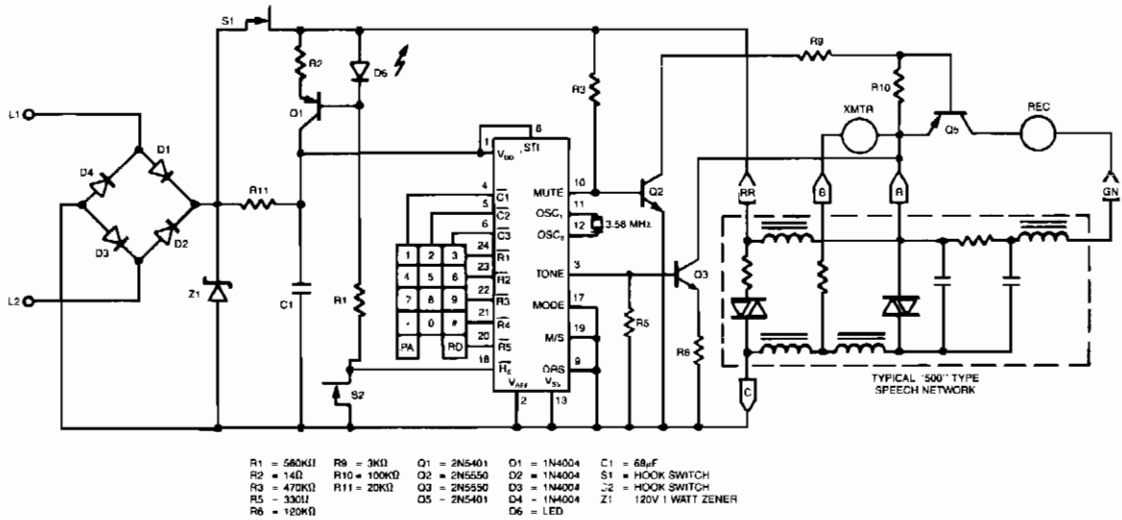 S1
R2
D6
Q1
R3
R9
R10
XMTR
Q5
REC
L1
D1
D4
D3
D2
L2
R11
Z1
C1
R1
S2
1
8
STI
VDD
4
C1
5
C2
6
C3
24
R1
23
R2
22
R3
21
R4
20
R5
18
HS
1 2 3
4 5 6
7 8 9
0 #
PA RD
MUTE 10
OSC1 11
12
3.58 MHz
TONE 3
MODE 17
M/S 19
9
VREF
2
VSS
13
Q2
Q3
R5
R6
RR
B
R
GN
C
TYPICAL "500" TYPE
SPEECH NETWORK
R1 = 560KΩ R9 = 3KΩ Q1 = 2N5401 D1 = 1N4004 C1 = 68μF
R2 = 14Ω R10 = 100KΩ Q2 = 2N5550 D2 = 1N4004 S1 = HOOK SWITCH
R3 = 470KΩ R11 = 20KΩ Q3 = 2N5550 D3 = 1N4004 S2 = HOOK SWITCH
R5 - 330Ω Q5 - 2N5401 D4 - 1N4004 Z1 120V 1 WATT ZENER
R6 = 120KΩ D6 = LED